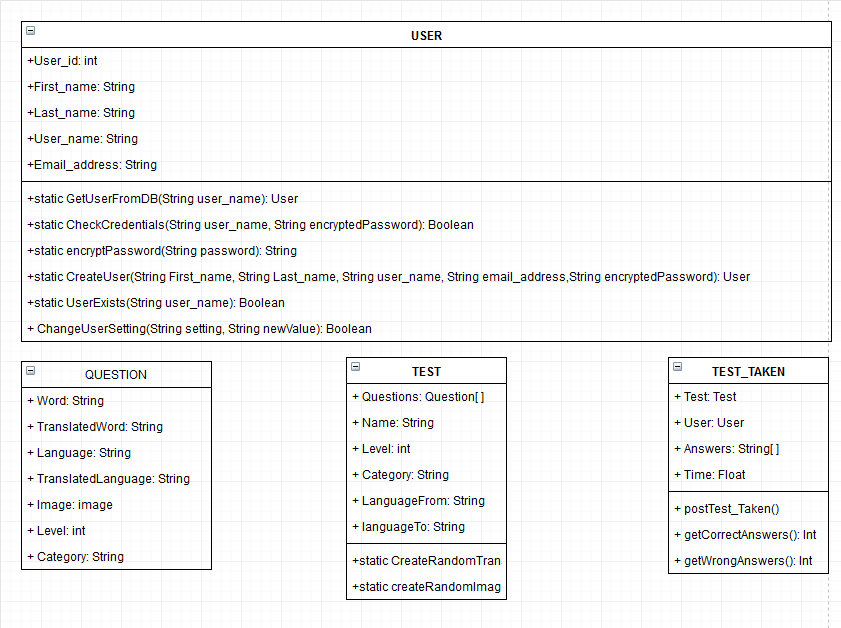 USER
+User_id: int
+First_name: String
+Last_name: String
+User_name: String
+Email_address: String
+static GetUserFromDB(String user_name): User
+static CheckCredentials(String user_name, String encryptedPassword): Boolean
+static encryptPassword(String password): String
+static CreateUser(String First_name, String Last_name, String user_name, String email_address,String encryptedPassword): User
+static UserExists(String user_name): Boolean
+ ChangeUserSetting(String setting, String newValue): Boolean
QUESTION
+ Word: String
+ TranslatedWord: String
+ Language: String
+ TranslatedLanguage: String
+ Image: image
+ Level: int
+ Category: String
TEST
+ Questions: Question[ ]
+ Name: String
+ Level: int
+ Category: String
+ LanguageFrom: String
+ languageTo: String
+static CreateRandomTran
+static createRandomImag
TEST_TAKEN
+ Test: Test
+ User: User
+ Answers: String[ ]
+ Time: Float
+ postTest_Taken()
+ getCorrectAnswers(): Int
+ getWrongAnswers(): Int